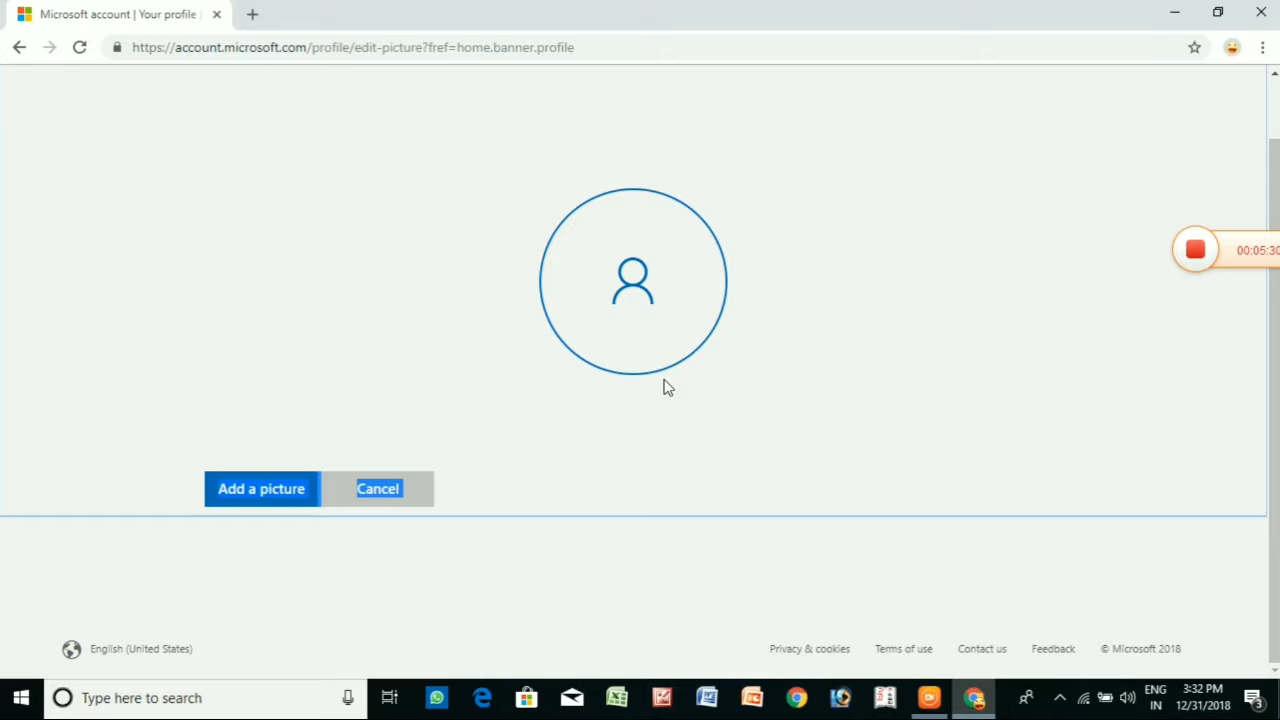 Microsoft account | Your profile
https://account.microsoft.com/profile/edit-picture?fref=home.banner.profile
00:05:30
Add a picture
Cancel
English (United States)
Privacy & cookies
Terms of use
Contact us
Feedback
© Microsoft 2018
Type here to search
ENG
IN
3:32 PM
12/31/2018
3